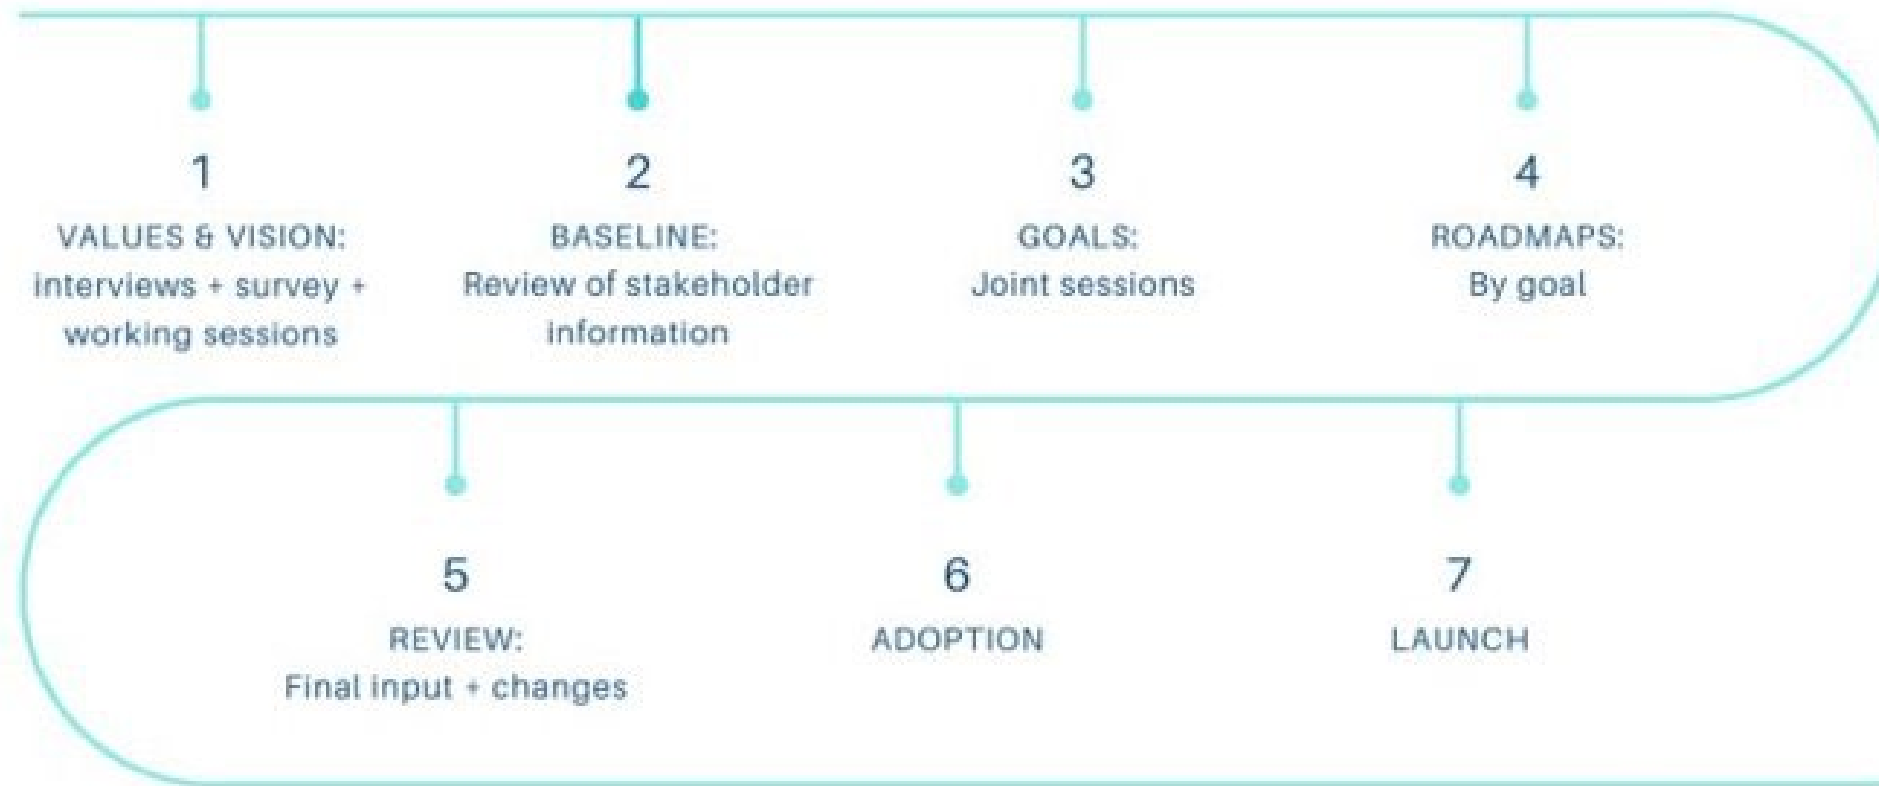 1
VALUES & VISION:
interviews + survey +
working sessions
2
BASELINE:
Review of stakeholder
information
3
GOALS:
Joint sessions
4
ROADMAPS:
By goal
5
REVIEW:
Final input + changes
6
ADOPTION
7
LAUNCH